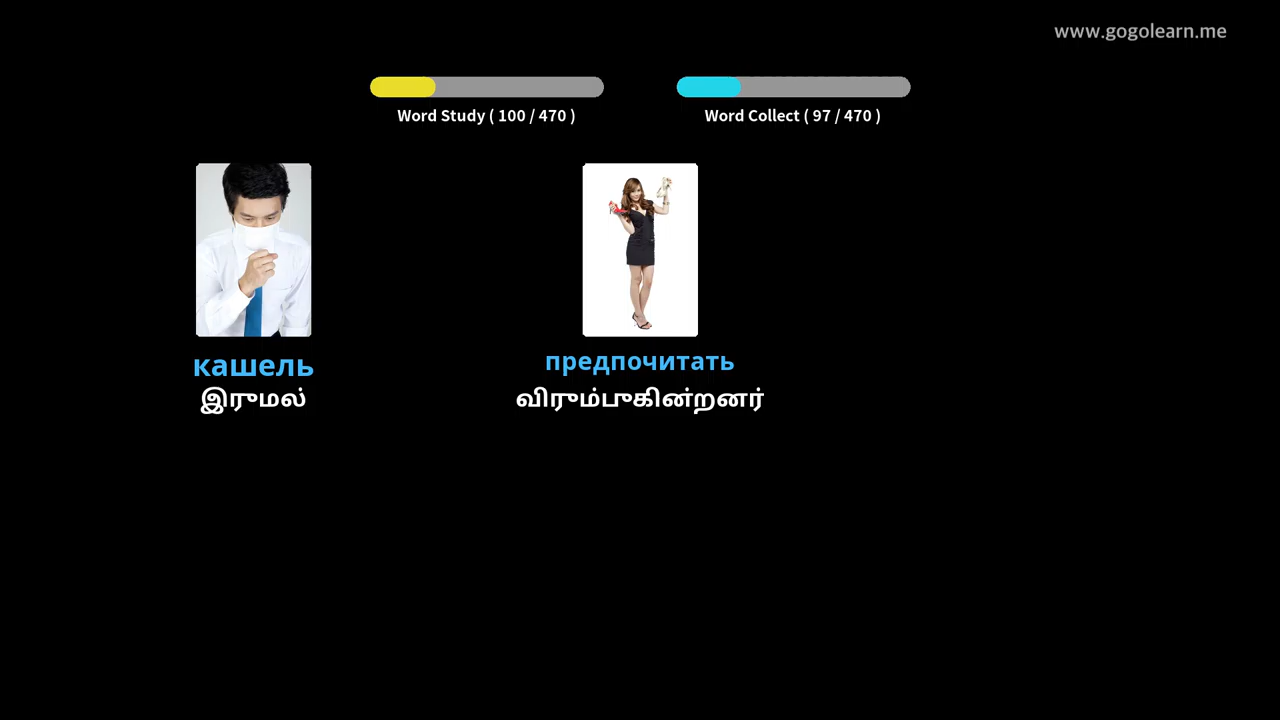 www.gogolearn.me
Word Study ( 100 / 470 )
Word Collect ( 97 / 470 )
кашель
இருமல்
предпочитать
விரும்புகின்றனர்